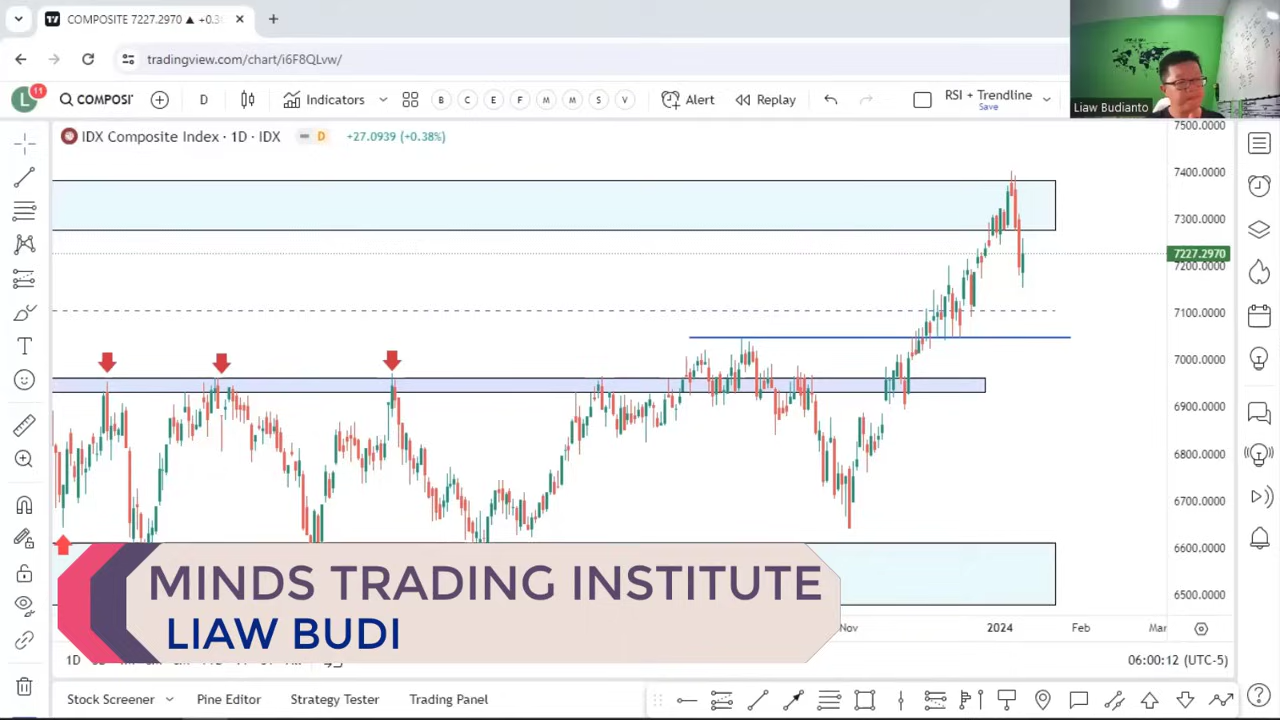 COMPOSITE 7227.2970 ▲ +0.3
tradingview.com/chart/i6F8QLvw/
L
11
COMPOSI
D
Indicators
B
C
E
F
M
M
S
V
Alert
Replay
RSI + Trendline
Save
Liaw Budianto
IDX Composite Index · 1D · IDX
D
+27.0939 (+0.38%)
7500.0000
7400.0000
7300.0000
7227.2970
7200.0000
7100.0000
7000.0000
6900.0000
6800.0000
6700.0000
6600.0000
6500.0000
MINDS TRADING INSTITUTE
LIAW BUDI
Nov
2024
Feb
Mar
1D
06:00:12 (UTC-5)
Stock Screener
Pine Editor
Strategy Tester
Trading Panel